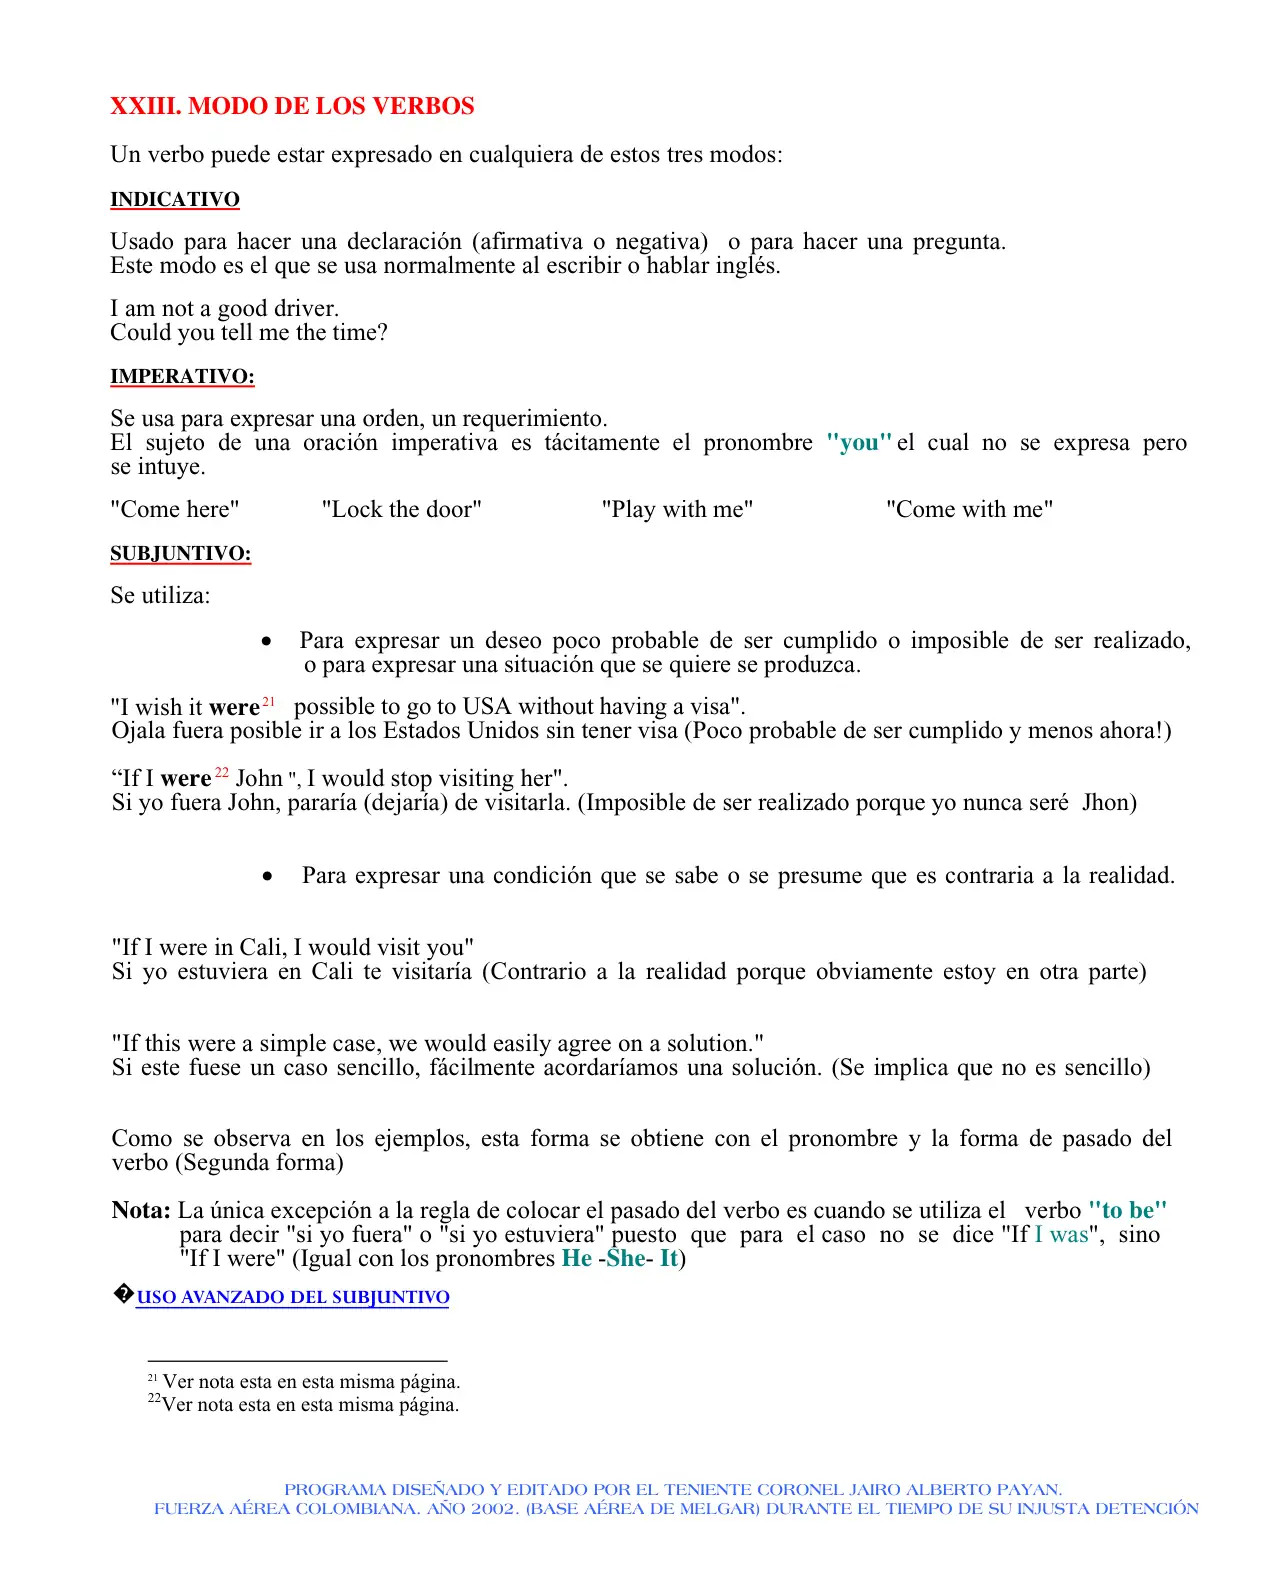 XXIII. MODO DE LOS VERBOS
Un verbo puede estar expresado en cualquiera de estos tres modos:
INDICATIVO
Usado para hacer una declaración (afirmativa o negativa) o para hacer una pregunta.
Este modo es el que se usa normalmente al escribir o hablar inglés.
I am not a good driver.
Could you tell me the time?
IMPERATIVO:
Se usa para expresar una orden, un requerimiento.
El sujeto de una oración imperativa es tácitamente el pronombre "you" el cual no se expresa pero
se intuye.
"Come here" "Lock the door" "Play with me" "Come with me"
SUBJUNTIVO:
Se utiliza:
• Para expresar un deseo poco probable de ser cumplido o imposible de ser realizado,
o para expresar una situación que se quiere se produzca.
"I wish it were 21 possible to go to USA without having a visa".
Ojala fuera posible ir a los Estados Unidos sin tener visa (Poco probable de ser cumplido y menos ahora!)
“If I were 22 John ", I would stop visiting her".
Si yo fuera John, pararía (dejaría) de visitarla. (Imposible de ser realizado porque yo nunca seré Jhon)
• Para expresar una condición que se sabe o se presume que es contraria a la realidad.
"If I were in Cali, I would visit you"
Si yo estuviera en Cali te visitaría (Contrario a la realidad porque obviamente estoy en otra parte)
"If this were a simple case, we would easily agree on a solution."
Si este fuese un caso sencillo, fácilmente acordaríamos una solución. (Se implica que no es sencillo)
Como se observa en los ejemplos, esta forma se obtiene con el pronombre y la forma de pasado del
verbo (Segunda forma)
Nota: La única excepción a la regla de colocar el pasado del verbo es cuando se utiliza el verbo "to be"
para decir "si yo fuera" o "si yo estuviera" puesto que para el caso no se dice "If I was", sino
"If I were" (Igual con los pronombres He -She- It)
�USO AVANZADO DEL SUBJUNTIVO
21 Ver nota esta en esta misma página.
22Ver nota esta en esta misma página.
PROGRAMA DISEÑADO Y EDITADO POR EL TENIENTE CORONEL JAIRO ALBERTO PAYAN.
FUERZA AÉREA COLOMBIANA. AÑO 2002. (BASE AÉREA DE MELGAR) DURANTE EL TIEMPO DE SU INJUSTA DETENCIÓN